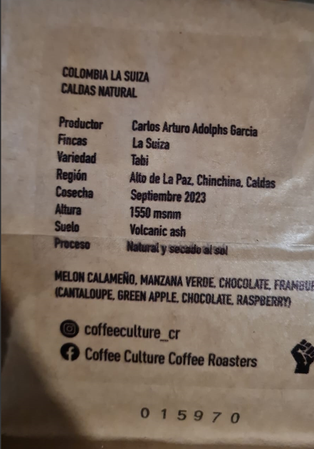 COLOMBIA LA SUIZA
CALDAS NATURAL
Productor Carlos Arturo Adolphs Garcia
Fincas La Suiza
Variedad Tabi
Región Alto de La Paz, Chinchina, Caldas
Cosecha Septiembre 2023
Altura 1550 msnm
Suelo Volcanic ash
Proceso Natural y secado al sol
MELON CALAMEÑO, MANZANA VERDE, CHOCOLATE, FRAMBU
(CANTALOUPE, GREEN APPLE, CHOCOLATE, RASPBERRY)
coffeeculture_cr
Coffee Culture Coffee Roasters
015970